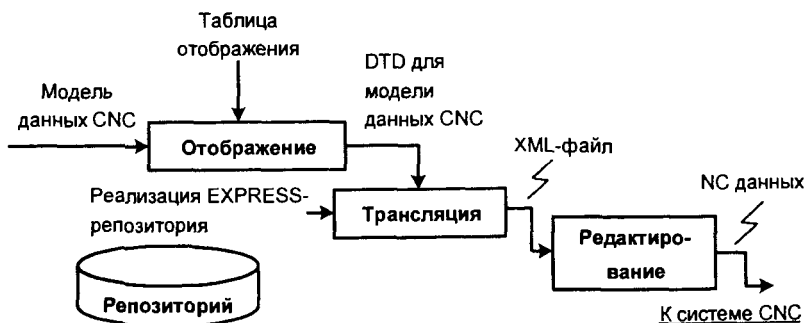 Таблица
отображения
Модель
данных CNC
DTD для
модели
данных CNC
Отображение
XML-файл
NC данных
Реализация EXPRESS-
репозитория
Трансляция
Редактиро-
вание
Репозиторий
К системе CNC